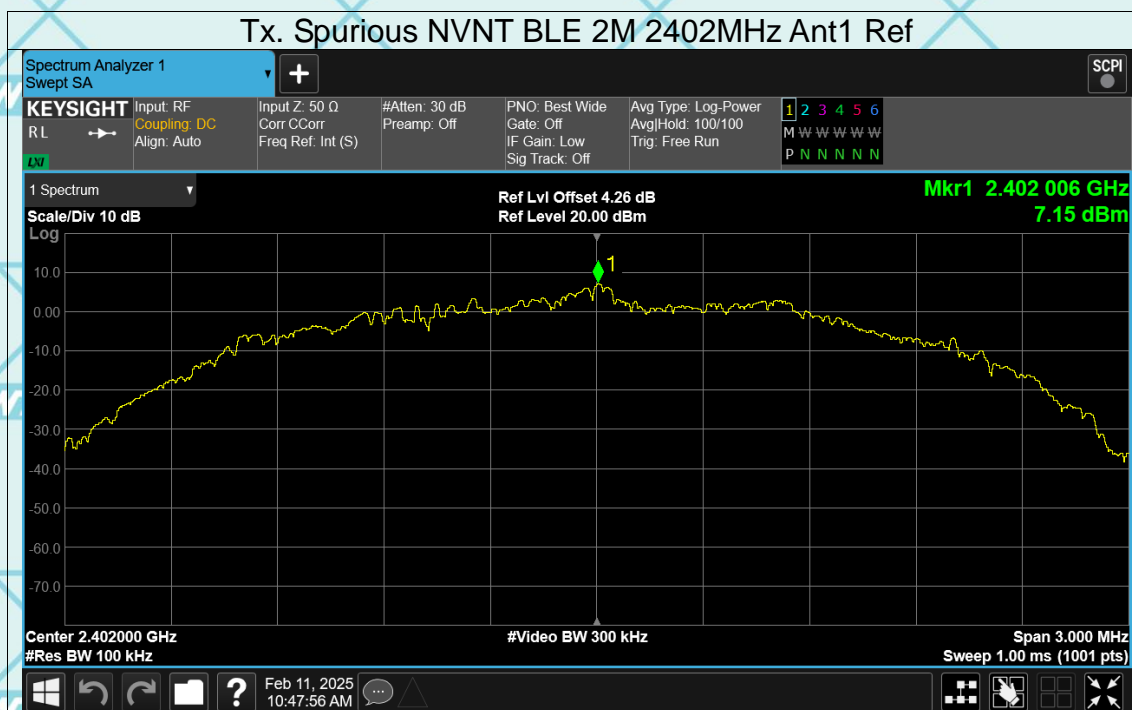 Tx. Spurious NVNT BLE 2M 2402MHz Ant1 Ref
Spectrum Analyzer 1
Swept SA
+
SCPI
KEYSIGHT
R L
LXI
Input: RF
Coupling: DC
Align: Auto
Input Z: 50 Ω
Corr CCorr
Freq Ref: Int (S)
#Atten: 30 dB
Preamp: Off
PNO: Best Wide
Gate: Off
IF Gain: Low
Sig Track: Off
Avg Type: Log-Power
Avg|Hold: 100/100
Trig: Free Run
1 2 3 4 5 6
M W W W W W
P N N N N N
1 Spectrum
Scale/Div 10 dB
Ref Lvl Offset 4.26 dB
Ref Level 20.00 dBm
Mkr1 2.402 006 GHz
7.15 dBm
Log
1
10.0
0.00
-10.0
-20.0
-30.0
-40.0
-50.0
-60.0
-70.0
Center 2.402000 GHz
#Video BW 300 kHz
Span 3.000 MHz
#Res BW 100 kHz
Sweep 1.00 ms (1001 pts)
?
Feb 11, 2025
10:47:56 AM